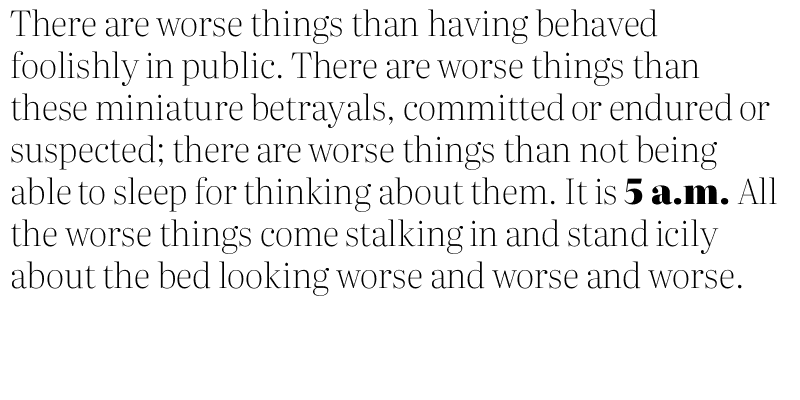 There are worse things than having behaved
foolishly in public. There are worse things than
these miniature betrayals, committed or endured or
suspected; there are worse things than not being
able to sleep for thinking about them. It is 5 a.m. All
the worse things come stalking in and stand icily
about the bed looking worse and worse and worse.